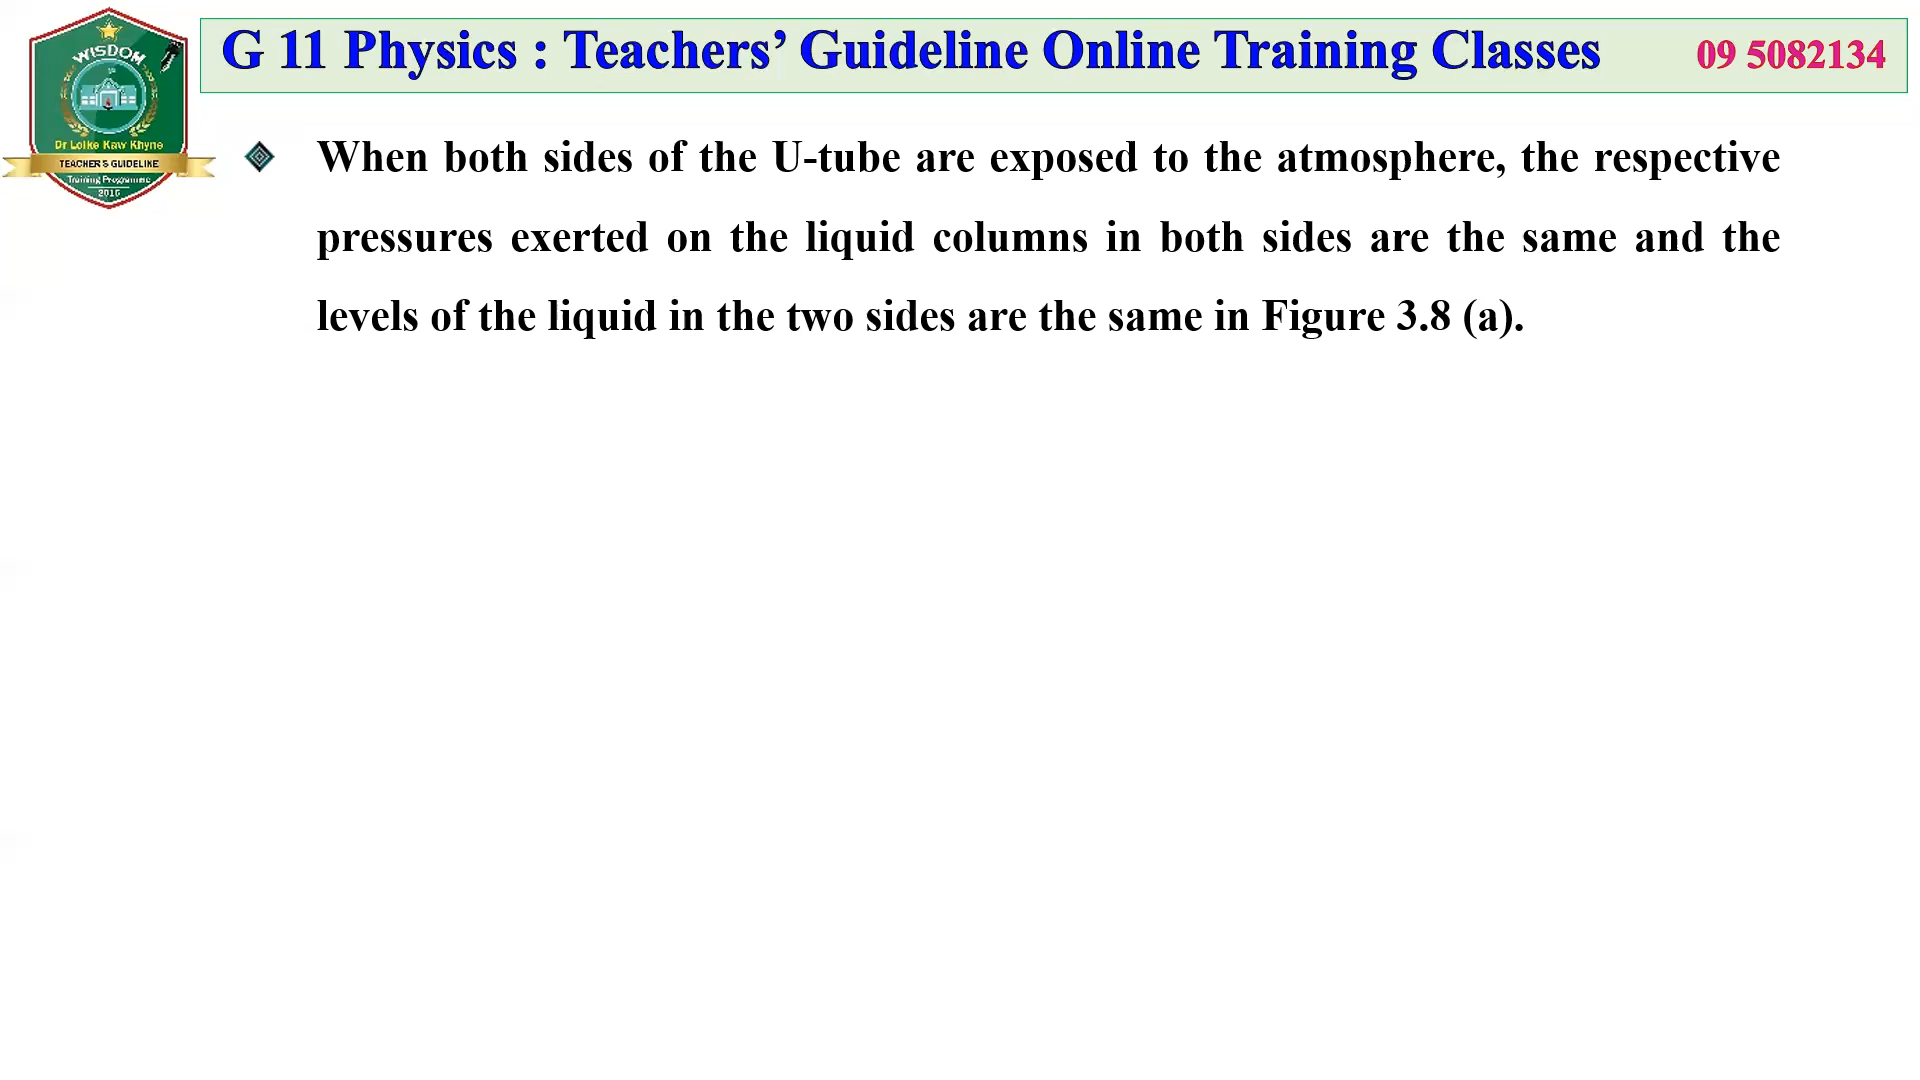 G 11 Physics : Teachers’ Guideline Online Training Classes 09 5082134
WISDOM
Dr Loike Kaw Khyne
TEACHER'S GUIDELINE
Training Programme
When both sides of the U-tube are exposed to the atmosphere, the respective
pressures exerted on the liquid columns in both sides are the same and the
levels of the liquid in the two sides are the same in Figure 3.8 (a).